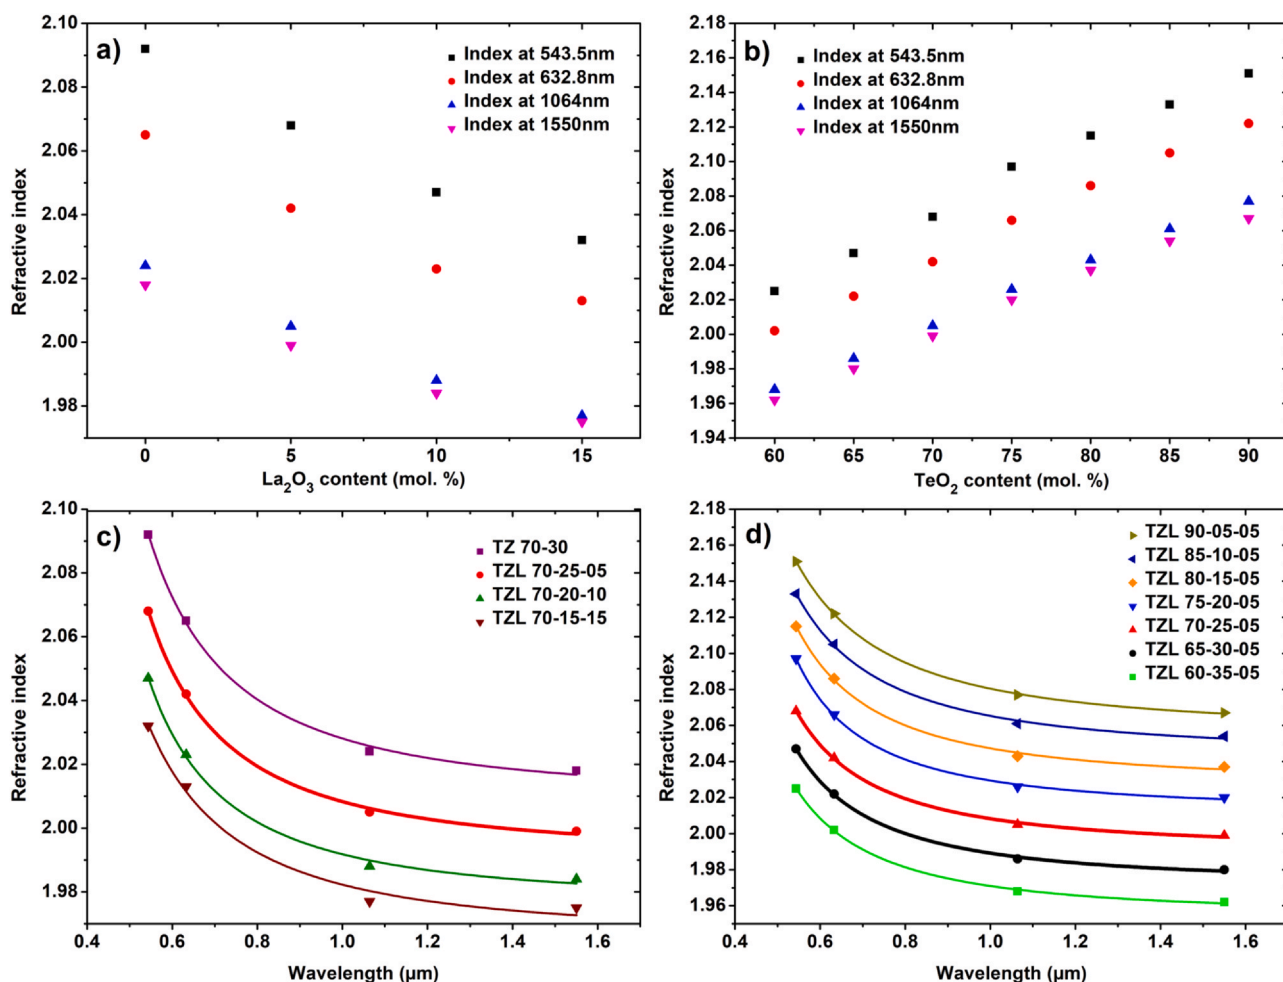 a)
Index at 543.5nm
Index at 632.8nm
Index at 1064nm
Index at 1550nm
2.10
2.08
2.06
2.04
2.02
2.00
1.98
Refractive index
0
5
10
15
La₂O₃ content (mol. %)
b)
Index at 543.5nm
Index at 632.8nm
Index at 1064nm
Index at 1550nm
2.18
2.16
2.14
2.12
2.10
2.08
2.06
2.04
2.02
2.00
1.98
1.96
1.94
Refractive index
60
65
70
75
80
85
90
TeO₂ content (mol. %)
c)
TZ 70-30
TZL 70-25-05
TZL 70-20-10
TZL 70-15-15
2.10
2.08
2.06
2.04
2.02
2.00
1.98
Refractive index
0.4
0.6
0.8
1.0
1.2
1.4
1.6
Wavelength (µm)
d)
TZL 90-05-05
TZL 85-10-05
TZL 80-15-05
TZL 75-20-05
TZL 70-25-05
TZL 65-30-05
TZL 60-35-05
2.18
2.16
2.14
2.12
2.10
2.08
2.06
2.04
2.02
2.00
1.98
1.96
Refractive index
0.4
0.6
0.8
1.0
1.2
1.4
1.6
Wavelength (µm)